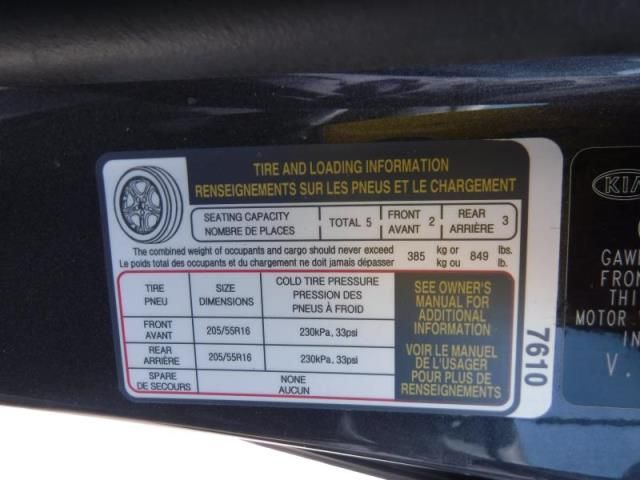 TIRE AND LOADING INFORMATION
RENSEIGNEMENTS SUR LES PNEUS ET LE CHARGEMENT
SEATING CAPACITY
NOMBRE DE PLACES
TOTAL 5
FRONT
AVANT 2
REAR
ARRIÈRE 3
The combined weight of occupants and cargo should never exceed
Le poids total des occupants et du chargement ne doit jamais dépasser
385 kg or
kg ou
849 lbs.
lb.
TIRE
PNEU
SIZE
DIMENSIONS
COLD TIRE PRESSURE
PRESSION DES
PNEUS À FROID
FRONT
AVANT
205/55R16
230kPa, 33psi
REAR
ARRIÈRE
205/55R16
230kPa, 33psi
SPARE
DE SECOURS
NONE
AUCUN
SEE OWNER'S
MANUAL FOR
ADDITIONAL
INFORMATION
VOIR LE MANUEL
DE L'USAGER
POUR PLUS DE
RENSEIGNEMENTS
7610
KIA
GAW
FRON
TH
MOTOR
IN
V.